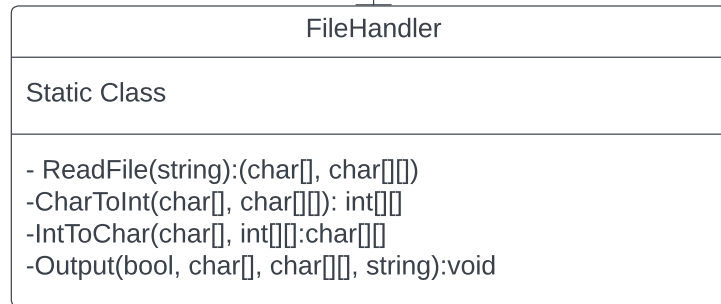 FileHandler
Static Class
- ReadFile(string):(char[], char[][])
-CharToInt(char[], char[][]): int[][]
-IntToChar(char[], int[][]:char[][]
-Output(bool, char[], char[][], string):void